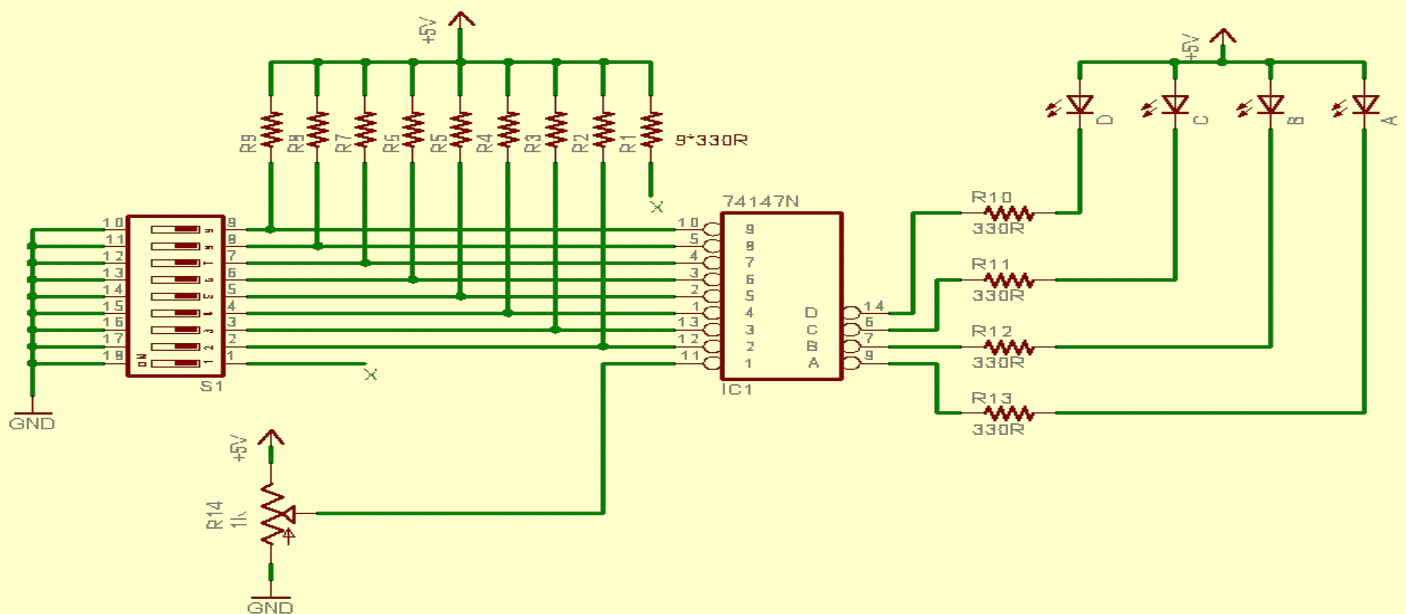 +5V
+5V
R9 R8 R7 R6 R5 R4 R3 R2 R1 9*330R
D C B A
74147N
R10
330R
10 9 10 9
11 8 5 8
12 7 4 7
13 6 3 6
R11
330R
14 5 2 5
15 4 1 4 D 14
16 3 13 3 C 6
17 2 12 2 B 7
R12
330R
18 1 11 1 A 9
ON
S1
IC1
R13
330R
GND
+5V
R14
1k
GND